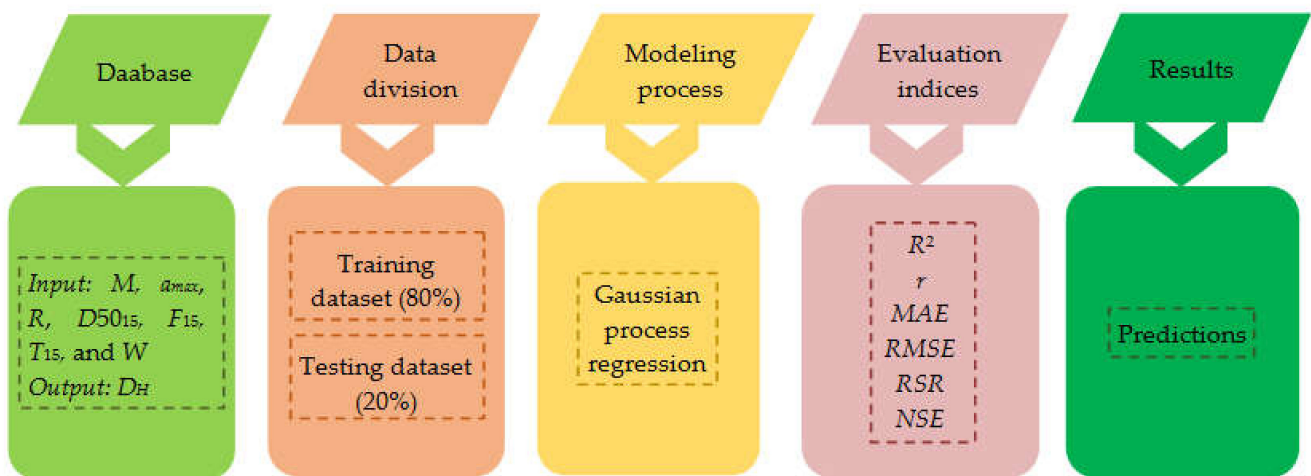 Daabase
Data
division
Modeling
process
Evaluation
indices
Results
Input: M, amax,
R, D5015, F15,
T15, and W
Output: DH
Training
dataset (80%)
Testing dataset
(20%)
Gaussian
process
regression
R²
r
MAE
RMSE
RSR
NSE
Predictions